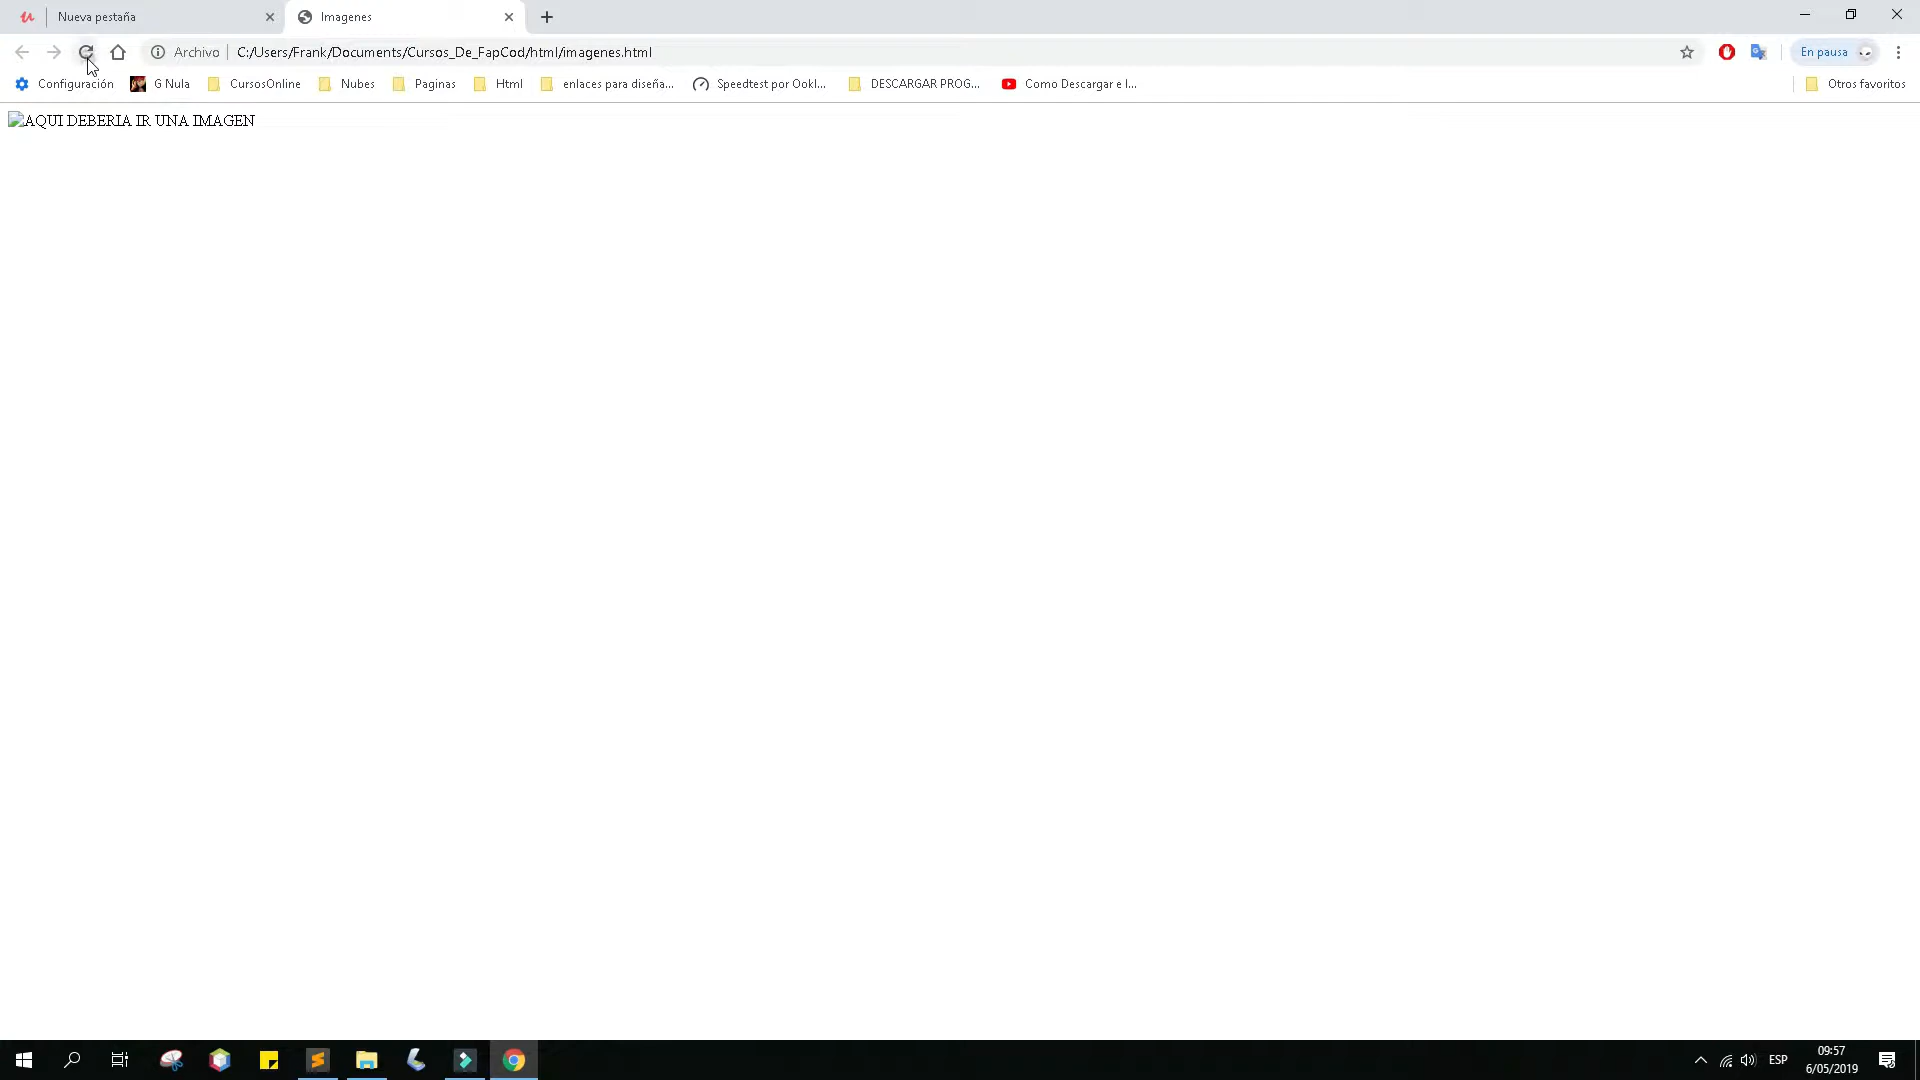 Nueva pestaña
Imagenes
Archivo
C:/Users/Frank/Documents/Cursos_De_FapCod/html/imagenes.html
En pausa
Configuración
G Nula
CursosOnline
Nubes
Paginas
Html
enlaces para diseña...
Speedtest por Ookl...
DESCARGAR PROG...
Como Descargar e I...
Otros favoritos
AQUI DEBERIA IR UNA IMAGEN
ESP
09:57
6/05/2019